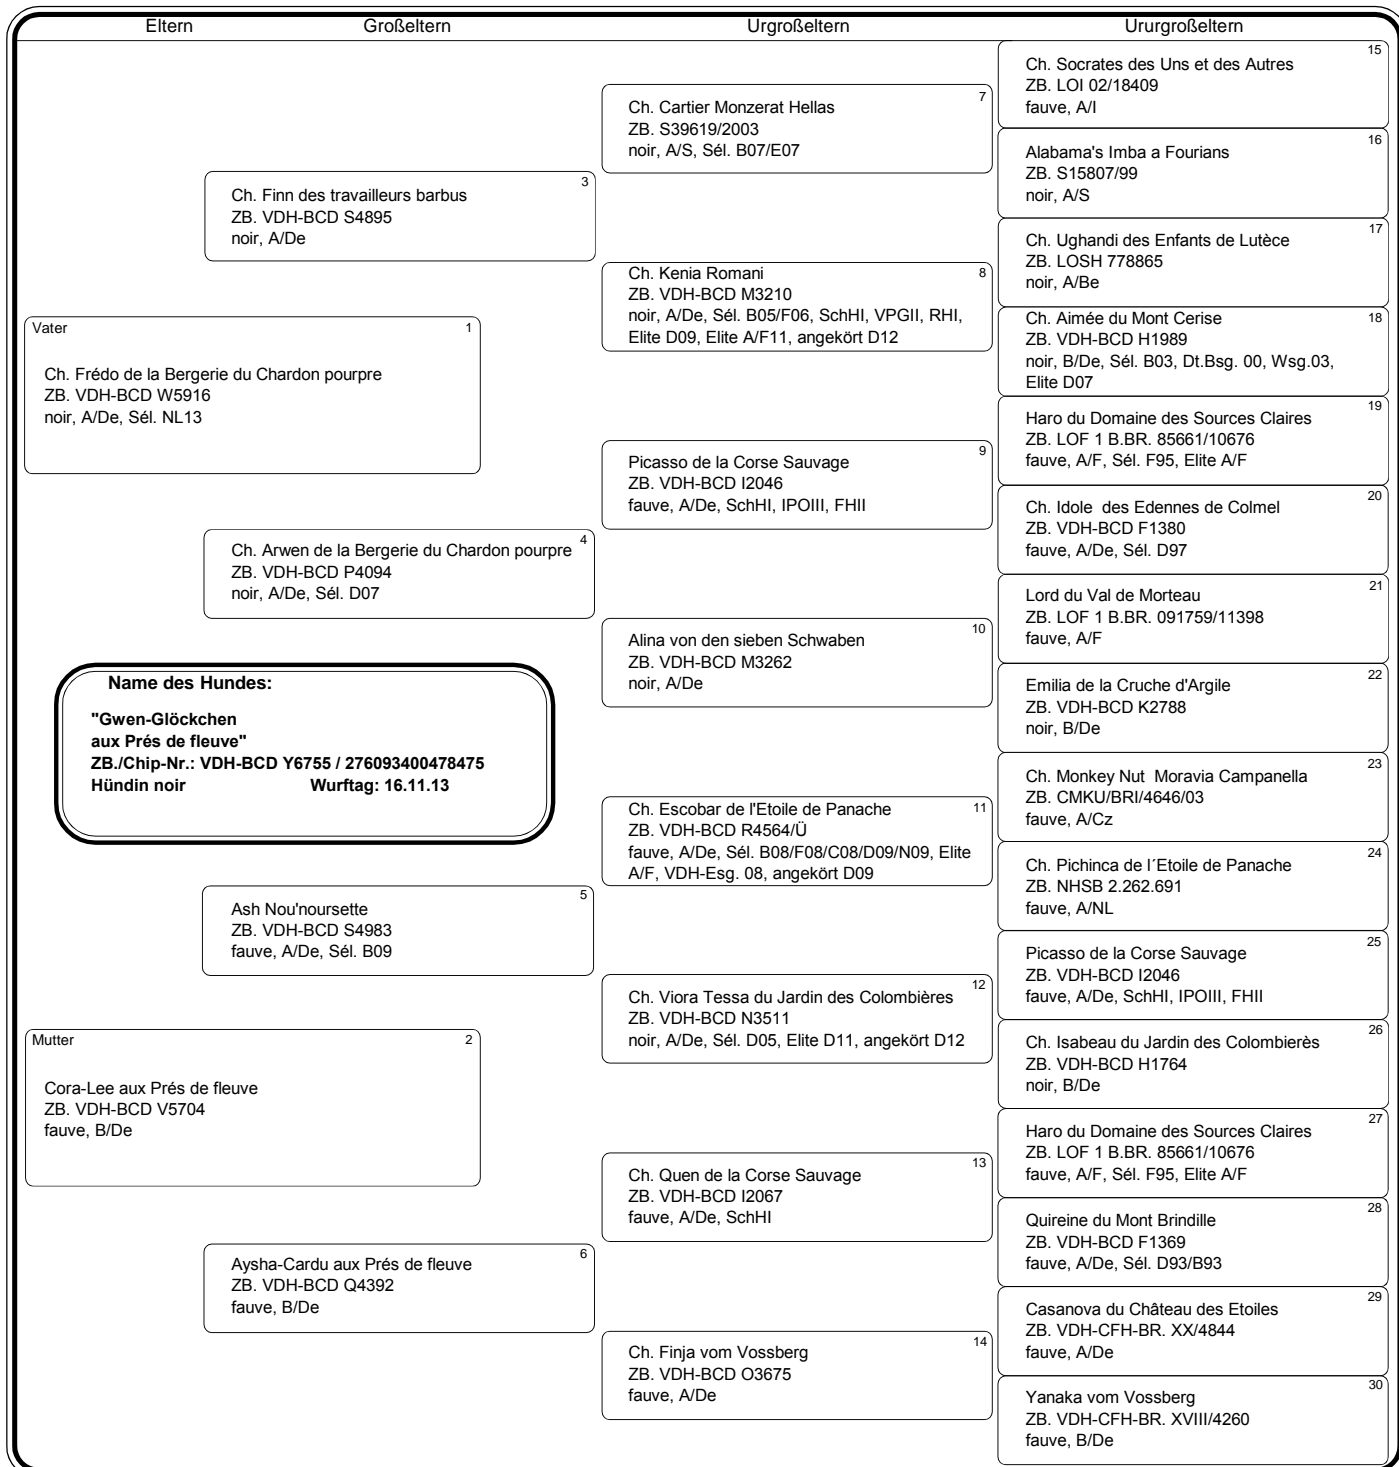 Eltern Großeltern Urgroßeltern Ururgroßeltern
Vater 1
Ch. Frédo de la Bergerie du Chardon pourpre
ZB. VDH-BCD W5916
noir, A/De, Sél. NL13
Name des Hundes:
"Gwen-Glöckchen
aux Prés de fleuve"
ZB./Chip-Nr.: VDH-BCD Y6755 / 276093400478475
Hündin noir Wurftag: 16.11.13
Mutter 2
Cora-Lee aux Prés de fleuve
ZB. VDH-BCD V5704
fauve, B/De
3
Ch. Finn des travailleurs barbus
ZB. VDH-BCD S4895
noir, A/De
4
Ch. Arwen de la Bergerie du Chardon pourpre
ZB. VDH-BCD P4094
noir, A/De, Sél. D07
5
Ash Nou'noursette
ZB. VDH-BCD S4983
fauve, A/De, Sél. B09
6
Aysha-Cardu aux Prés de fleuve
ZB. VDH-BCD Q4392
fauve, B/De
7
Ch. Cartier Monzerat Hellas
ZB. S39619/2003
noir, A/S, Sél. B07/E07
8
Ch. Kenia Romani
ZB. VDH-BCD M3210
noir, A/De, Sél. B05/F06, SchHI, VPGII, RHI,
Elite D09, Elite A/F11, angekört D12
9
Picasso de la Corse Sauvage
ZB. VDH-BCD I2046
fauve, A/De, SchHI, IPOIII, FHII
10
Alina von den sieben Schwaben
ZB. VDH-BCD M3262
noir, A/De
11
Ch. Escobar de l'Etoile de Panache
ZB. VDH-BCD R4564/Ü
fauve, A/De, Sél. B08/F08/C08/D09/N09, Elite
A/F, VDH-Esg. 08, angekört D09
12
Ch. Viora Tessa du Jardin des Colombières
ZB. VDH-BCD N3511
noir, A/De, Sél. D05, Elite D11, angekört D12
13
Ch. Quen de la Corse Sauvage
ZB. VDH-BCD I2067
fauve, A/De, SchHI
14
Ch. Finja vom Vossberg
ZB. VDH-BCD O3675
fauve, A/De
15
Ch. Socrates des Uns et des Autres
ZB. LOI 02/18409
fauve, A/I
16
Alabama's Imba a Fourians
ZB. S15807/99
noir, A/S
17
Ch. Ughandi des Enfants de Lutèce
ZB. LOSH 778865
noir, A/Be
18
Ch. Aimée du Mont Cerise
ZB. VDH-BCD H1989
noir, B/De, Sél. B03, Dt.Bsg. 00, Wsg.03,
Elite D07
19
Haro du Domaine des Sources Claires
ZB. LOF 1 B.BR. 85661/10676
fauve, A/F, Sél. F95, Elite A/F
20
Ch. Idole des Edennes de Colmel
ZB. VDH-BCD F1380
fauve, A/De, Sél. D97
21
Lord du Val de Morteau
ZB. LOF 1 B.BR. 091759/11398
fauve, A/F
22
Emilia de la Cruche d'Argile
ZB. VDH-BCD K2788
noir, B/De
23
Ch. Monkey Nut Moravia Campanella
ZB. CMKU/BRI/4646/03
fauve, A/Cz
24
Ch. Pichinca de l´Etoile de Panache
ZB. NHSB 2.262.691
fauve, A/NL
25
Picasso de la Corse Sauvage
ZB. VDH-BCD I2046
fauve, A/De, SchHI, IPOIII, FHII
26
Ch. Isabeau du Jardin des Colombierès
ZB. VDH-BCD H1764
noir, B/De
27
Haro du Domaine des Sources Claires
ZB. LOF 1 B.BR. 85661/10676
fauve, A/F, Sél. F95, Elite A/F
28
Quireine du Mont Brindille
ZB. VDH-BCD F1369
fauve, A/De, Sél. D93/B93
29
Casanova du Château des Etoiles
ZB. VDH-CFH-BR. XX/4844
fauve, A/De
30
Yanaka vom Vossberg
ZB. VDH-CFH-BR. XVIII/4260
fauve, B/De